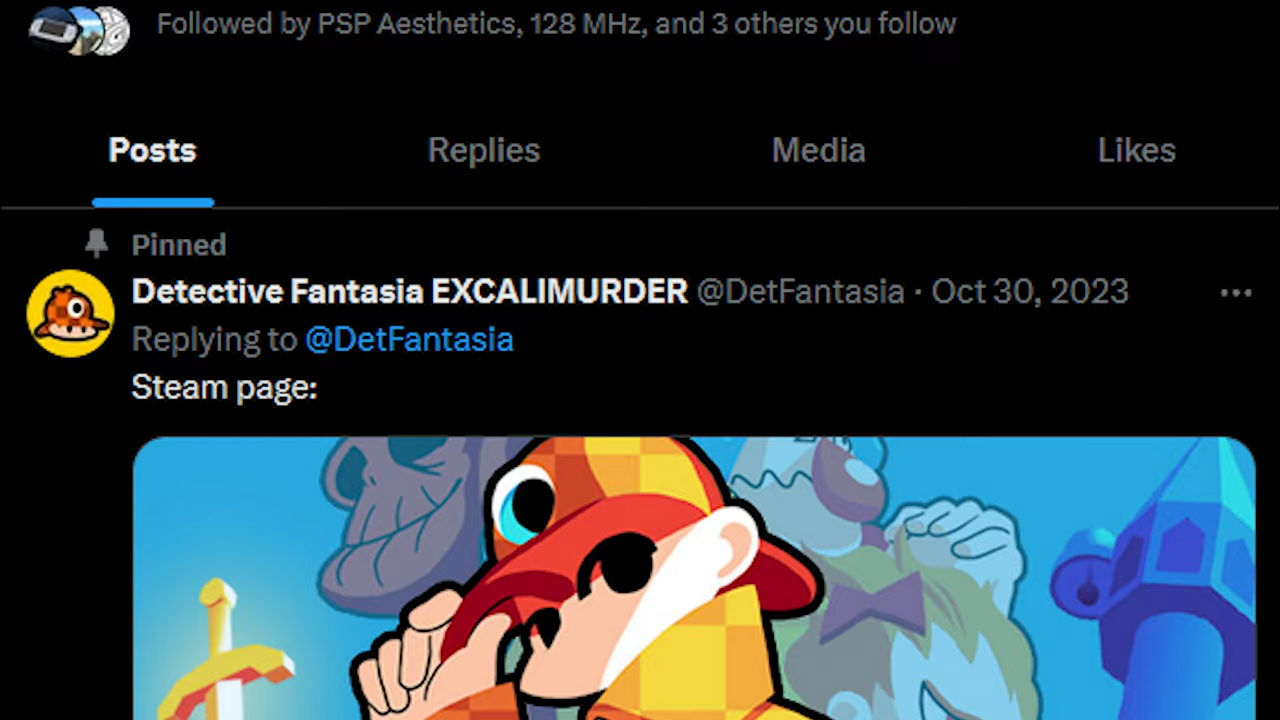 Followed by PSP Aesthetics, 128 MHz, and 3 others you follow
Posts Replies Media Likes
Pinned
Detective Fantasia EXCALIMURDER @DetFantasia · Oct 30, 2023
Replying to @DetFantasia
Steam page: